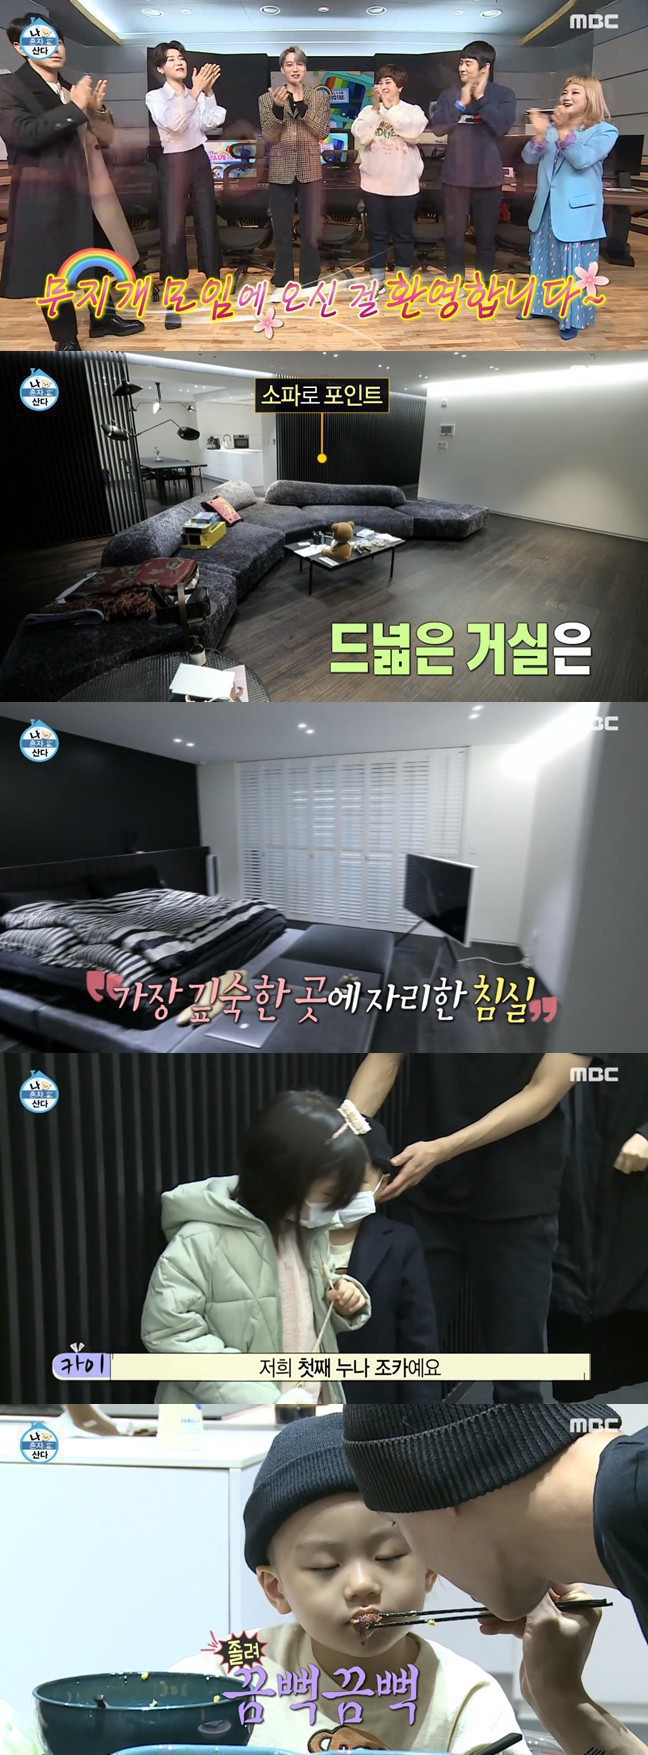 나
혼자
산다
MBC
무지개 모임에 오신 걸 환영합니다~
나
혼자
산다
소파로 포인트
드넓은 거실은
나
혼자
산다
MBC
"가장 깊숙한 곳에 자리한 침실"
나
혼자
산다
MBC
카이
저희 첫째 누나 조카예요
나
혼자
산다
MBC
졸려
끔뻑끔뻑